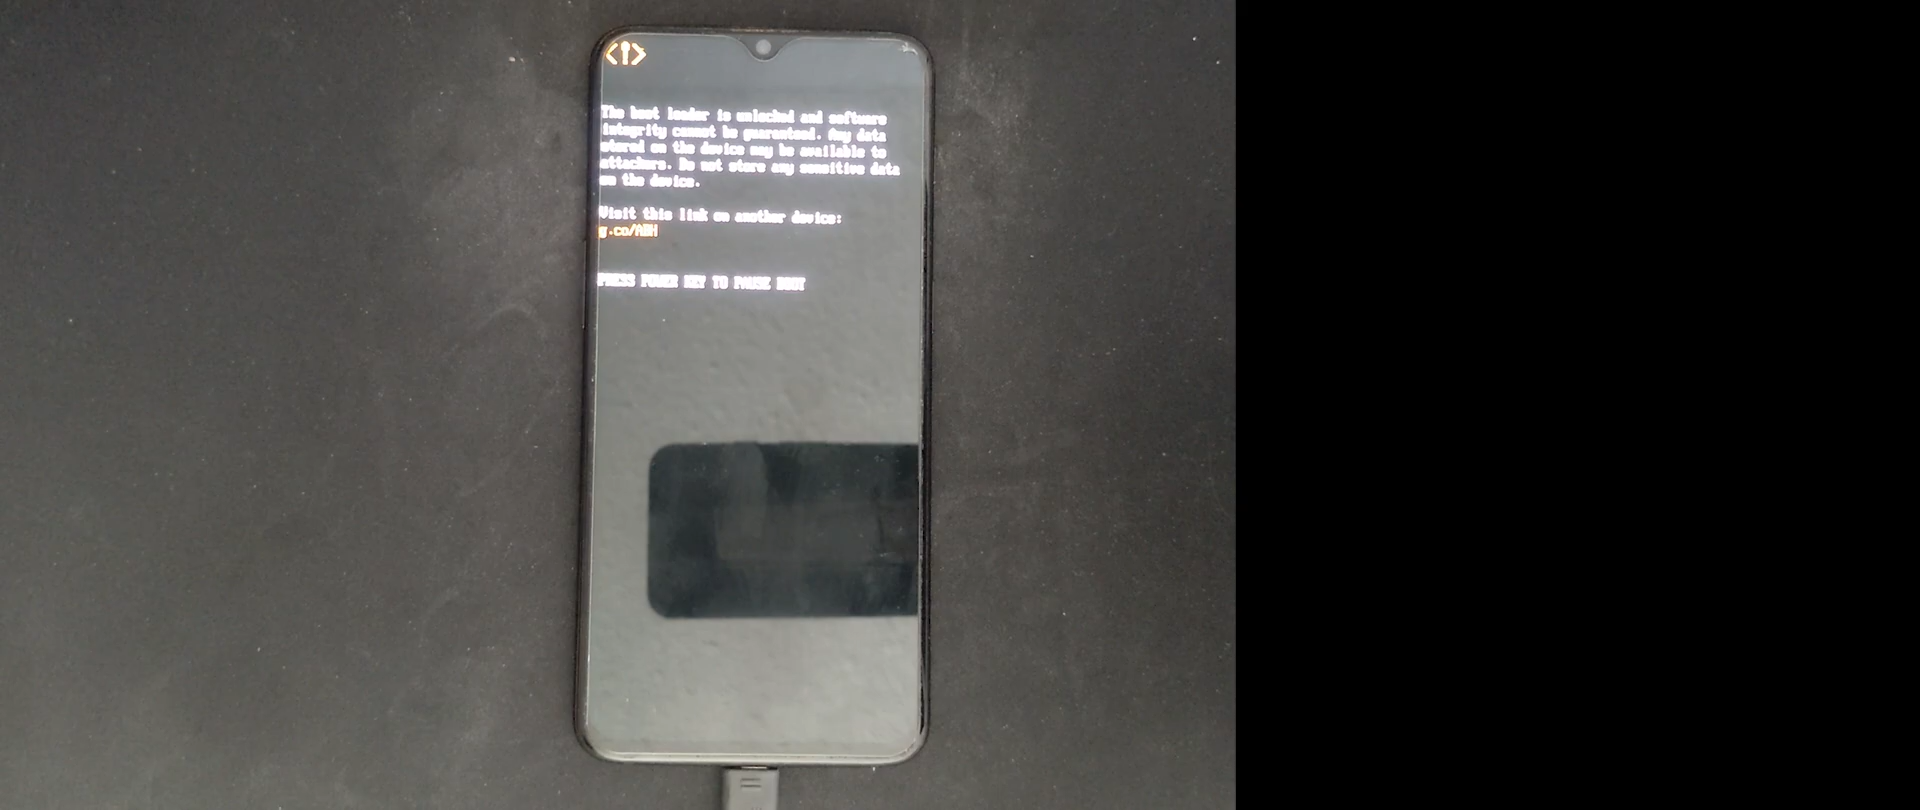 <!>
The boot loader is unlocked and software
integrity cannot be guaranteed. Any data
stored on the device may be available to
attackers. Do not store any sensitive data
on the device.
Visit this link on another device:
g.co/ABH
PRESS POWER KEY TO PAUSE BOOT